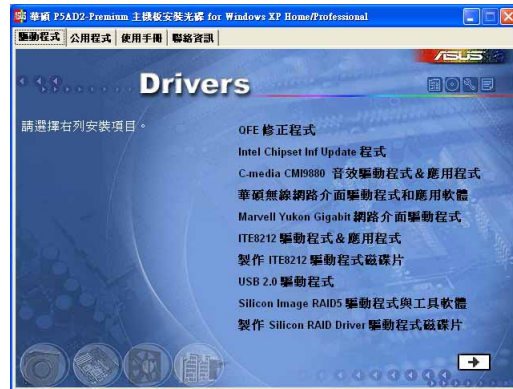 華碩 P5AD2-Premium 主機板安裝光碟 for Windows XP Home/Professional
驅動程式 公用程式 使用手冊 聯絡資訊
ASUS
Drivers
請選擇右列安裝項目。
OFE 修正程式
Intel Chipset Inf Update 程式
C-media CMI9880 音效驅動程式&應用程式
華碩無線網路介面驅動程式和應用軟體
Marvell Yukon Gigabit 網路介面驅動程式
ITE8212 驅動程式&應用程式
製作 ITE8212 驅動程式磁碟片
USB 2.0 驅動程式
Silicon Image RAID5 驅動程式與工具軟體
製作 Silicon RAID Driver 驅動程式磁碟片